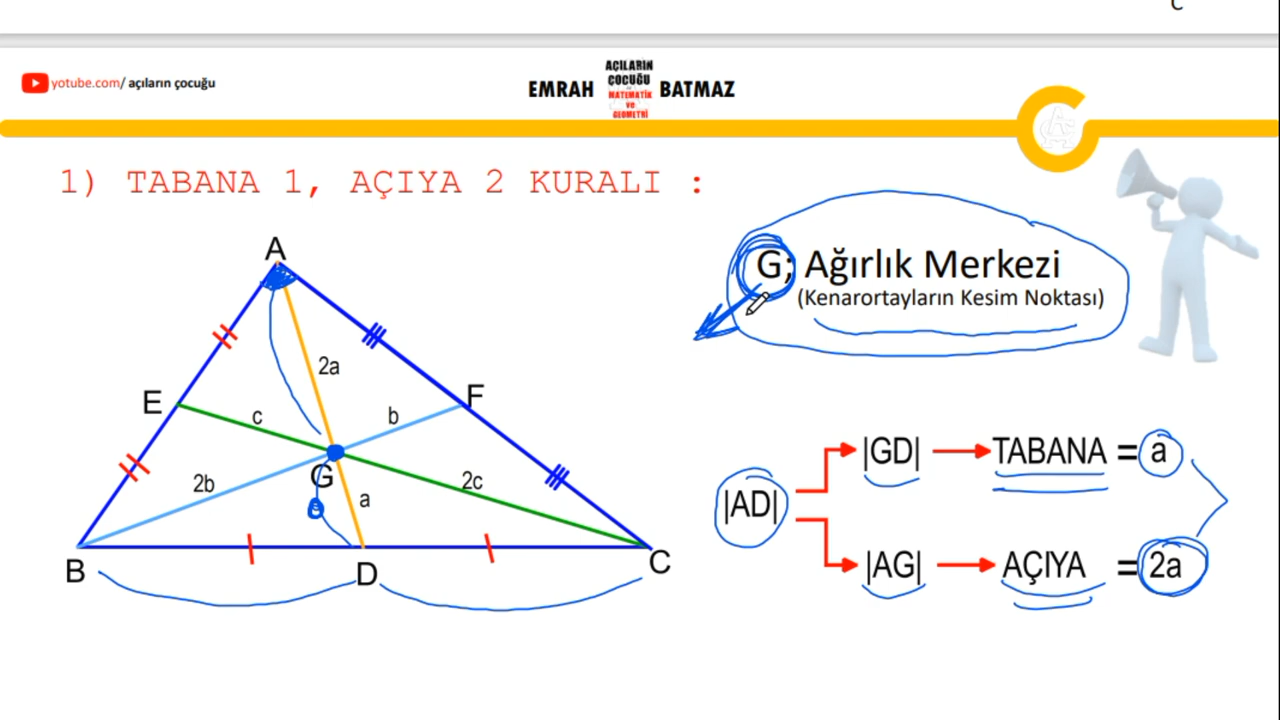 C
yotube.com/ açıların çocuğu
EMRAH
AÇILARIN
ÇOCUĞU
MATEMATİK
ve
GEOMETRİ
BATMAZ
1) TABANA 1, AÇIYA 2 KURALI :
G; Ağırlık Merkezi
(Kenarortayların Kesim Noktası)
A
2a
E
F
c
b
G
2b
2c
a
B
D
C
|AD|
|GD| TABANA = a
|AG| AÇIYA = 2a